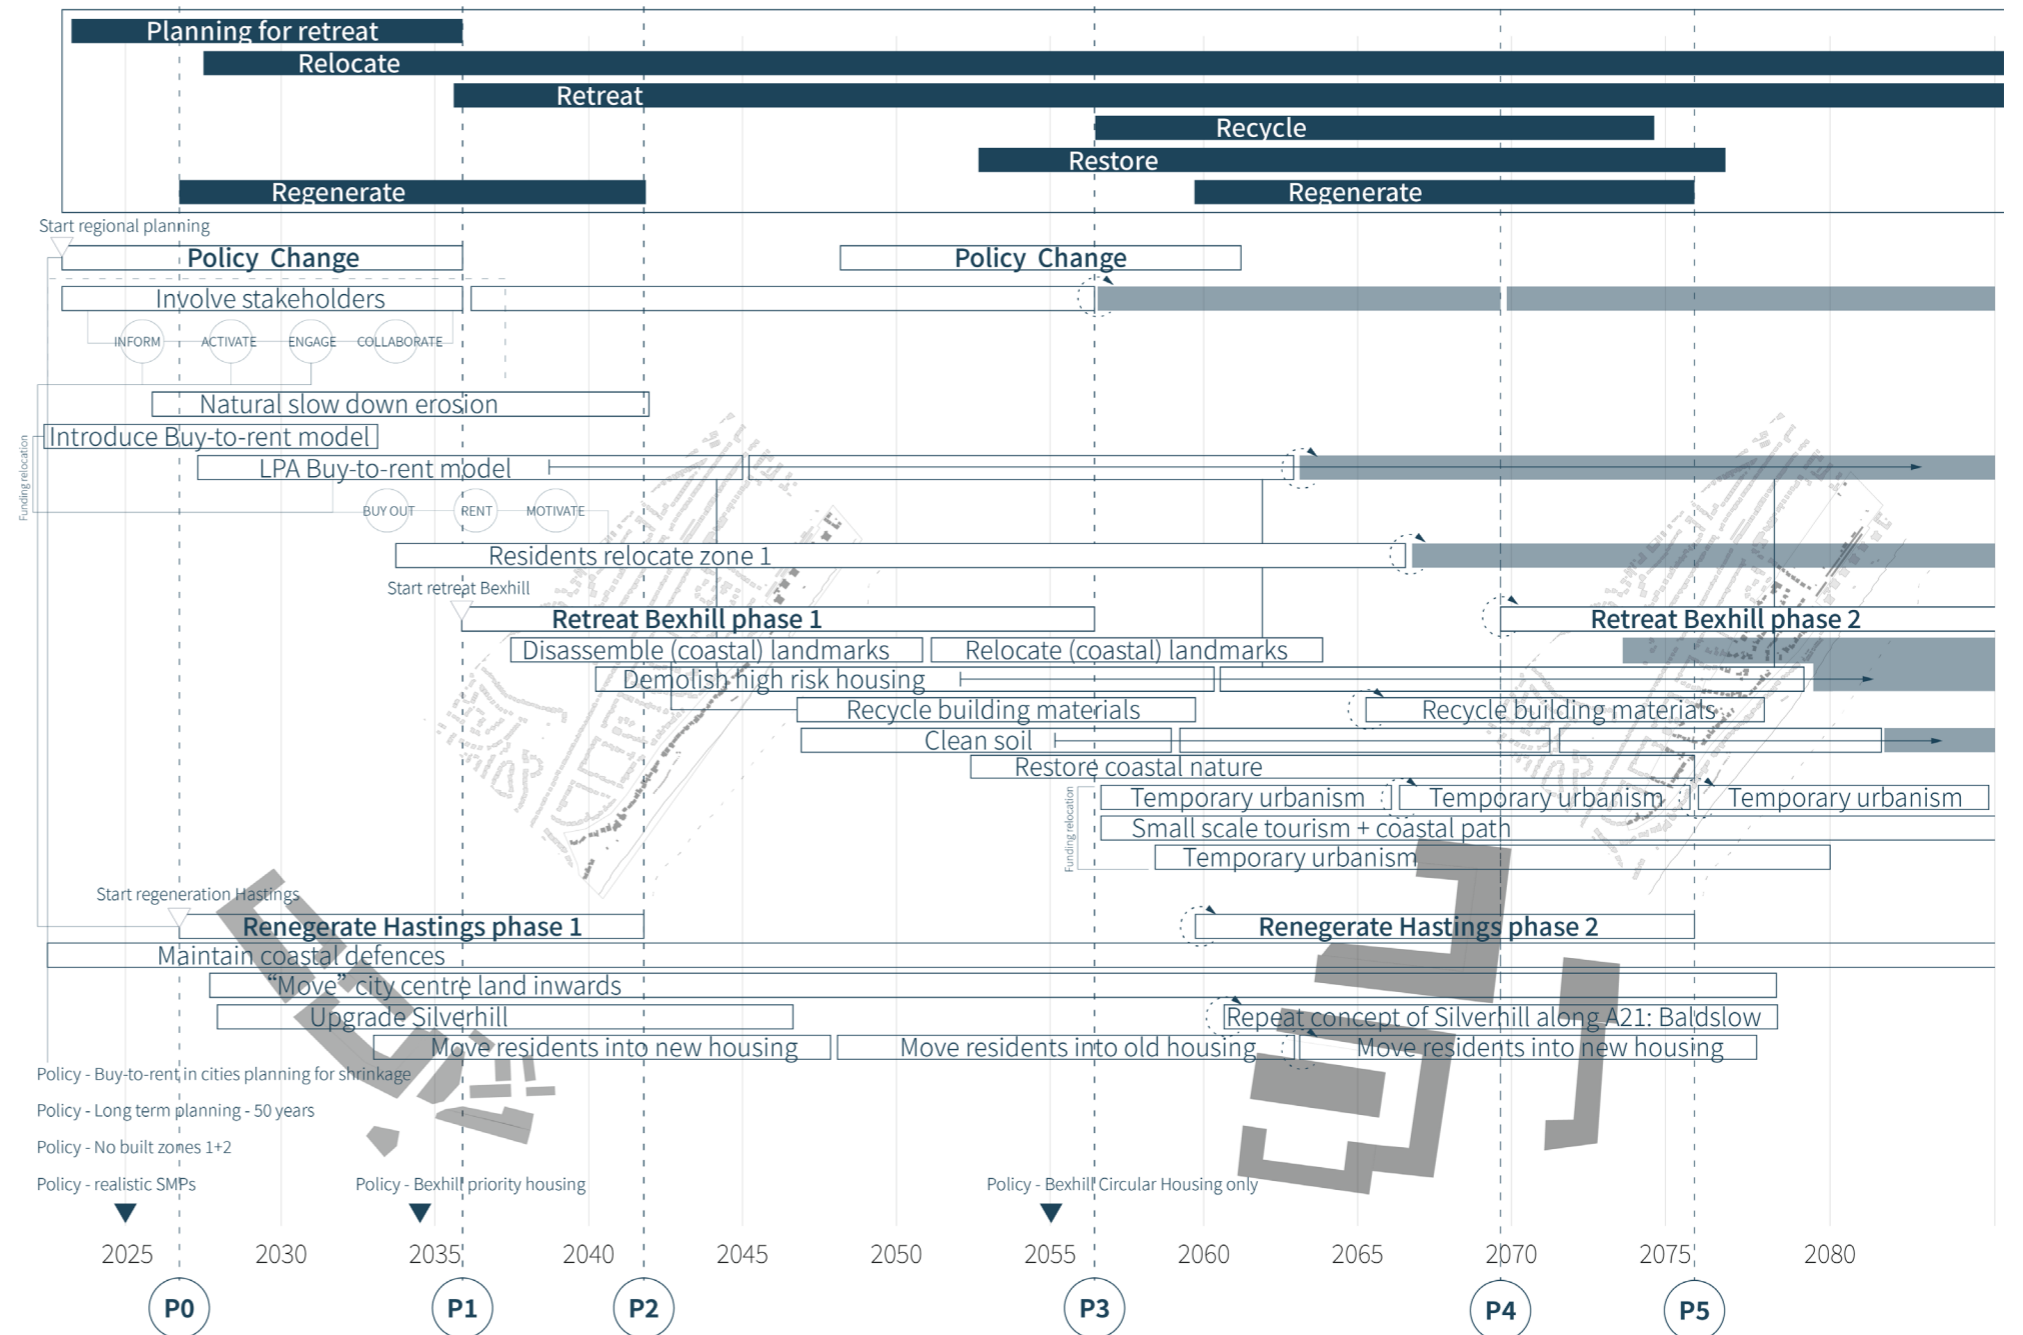 Planning for retreat
Relocate
Retreat
Recycle
Restore
Regenerate Regenerate
Start regional planning
Policy Change Policy Change
Involve stakeholders
INFORM ACTIVATE ENGAGE COLLABORATE
Natural slow down erosion
Introduce Buy-to-rent model
Funding relocation
LPA Buy-to-rent model
BUY OUT RENT MOTIVATE
Residents relocate zone 1
Start retreat Bexhill
Retreat Bexhill phase 1 Retreat Bexhill phase 2
Disassemble (coastal) landmarks Relocate (coastal) landmarks
Demolish high risk housing
Recycle building materials Recycle building materials
Clean soil
Restore coastal nature
Funding relocation
Temporary urbanism Temporary urbanism Temporary urbanism
Small scale tourism + coastal path
Temporary urbanism
Start regeneration Hastings
Renegerate Hastings phase 1 Renegerate Hastings phase 2
Maintain coastal defences
“Move” city centre land inwards
Upgrade Silverhill Repeat concept of Silverhill along A21: Baldslow
Move residents into new housing Move residents into old housing Move residents into new housing
Policy - Buy-to-rent in cities planning for shrinkage
Policy - Long term planning - 50 years
Policy - No built zones 1+2
Policy - realistic SMPs Policy - Bexhill priority housing Policy - Bexhill Circular Housing only
2025 2030 2035 2040 2045 2050 2055 2060 2065 2070 2075 2080
P0 P1 P2 P3 P4 P5